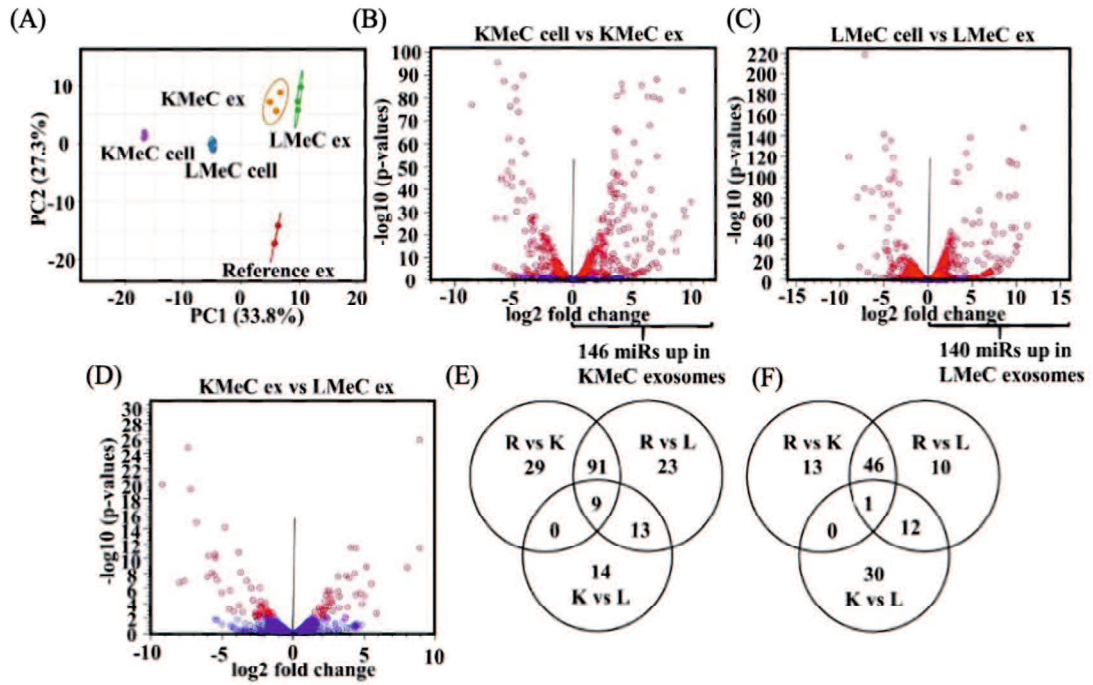 (A)
10
0
-10
-20
PC2 (27.3%)
KMeC ex
LMeC ex
KMeC cell
LMeC cell
Reference ex
-20 -10 0 10 20
PC1 (33.8%)
(B)
KMeC cell vs KMeC ex
100
90
80
70
60
50
40
30
20
10
0
-log10 (p-values)
-10 -5 0 5 10
log2 fold change
146 miRs up in
KMeC exosomes
(C)
LMeC cell vs LMeC ex
220
200
180
160
140
120
100
80
60
40
20
0
-log10 (p-values)
-15 -10 -5 0 5 10 15
log2 fold change
140 miRs up in
LMeC exosomes
(D)
KMeC ex vs LMeC ex
30
28
26
24
22
20
18
16
14
12
10
8
6
4
2
0
-log10 (p-values)
-10 -5 0 5 10
log2 fold change
(E)
R vs K
29
91
R vs L
23
9
0
13
14
K vs L
(F)
R vs K
13
46
R vs L
10
1
0
12
30
K vs L